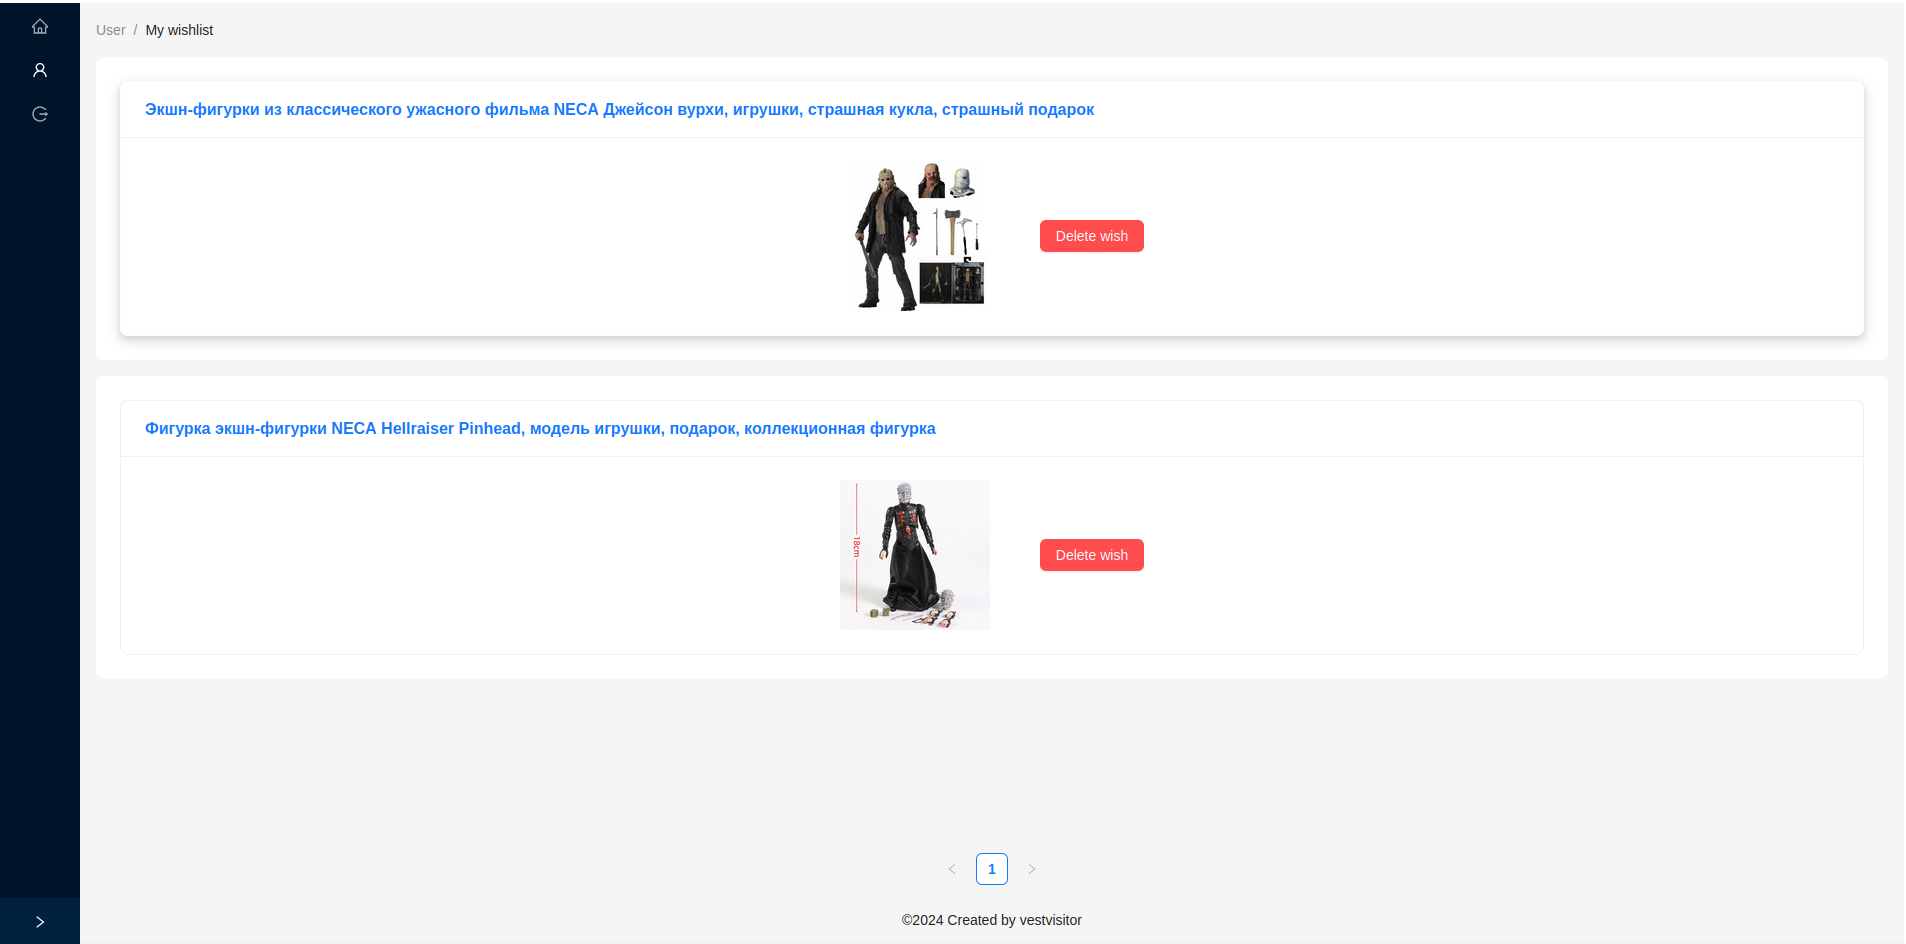 User / My wishlist
Экшн-фигурки из классического ужасного фильма NECA Джейсон вурхи, игрушки, страшная кукла, страшный подарок
Delete wish
Фигурка экшн-фигурки NECA Hellraiser Pinhead, модель игрушки, подарок, коллекционная фигурка
18cm
Delete wish
1
©2024 Created by vestvisitor